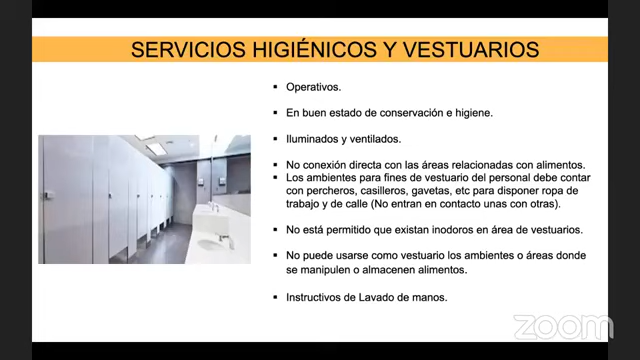 SERVICIOS HIGIÉNICOS Y VESTUARIOS
▪ Operativos.
▪ En buen estado de conservación e higiene.
▪ Iluminados y ventilados.
▪ No conexión directa con las áreas relacionadas con alimentos.
▪ Los ambientes para fines de vestuario del personal debe contar
con percheros, casilleros, gavetas, etc para disponer ropa de
trabajo y de calle (No entran en contacto unas con otras).
▪ No está permitido que existan inodoros en área de vestuarios.
▪ No puede usarse como vestuario los ambientes o áreas donde
se manipulen o almacenen alimentos.
▪ Instructivos de Lavado de manos.
zoom